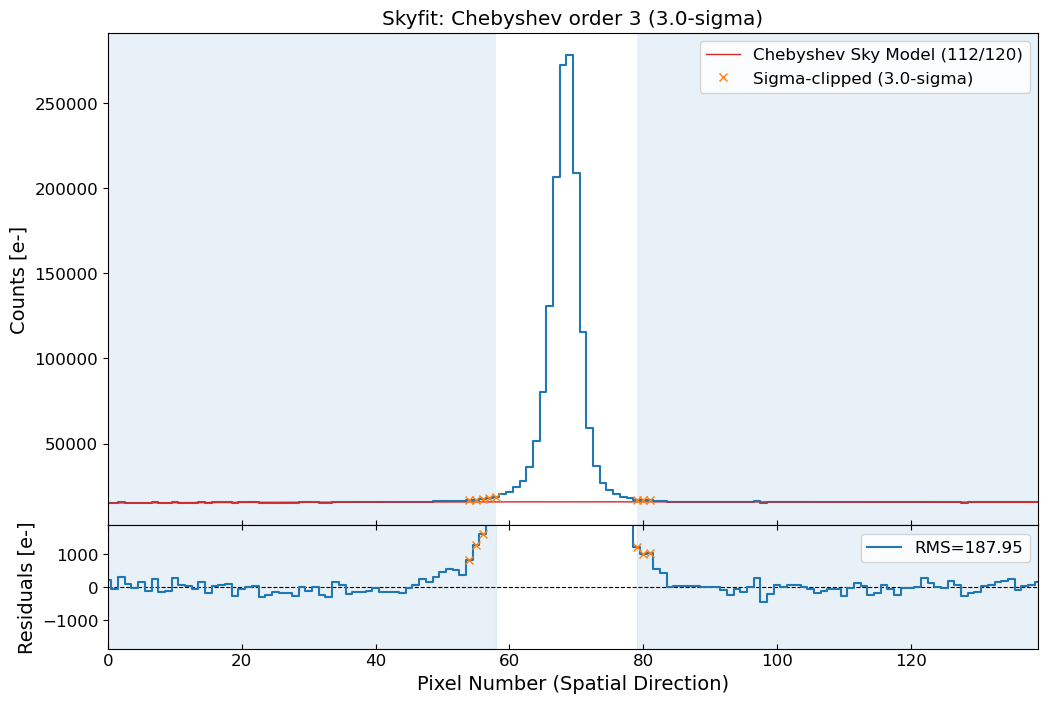 Skyfit: Chebyshev order 3 (3.0-sigma)
Chebyshev Sky Model (112/120)
Sigma-clipped (3.0-sigma)
Counts [e-]
250000
200000
150000
100000
50000
RMS=187.95
Residuals [e-]
1000
0
−1000
0 20 40 60 80 100 120
Pixel Number (Spatial Direction)